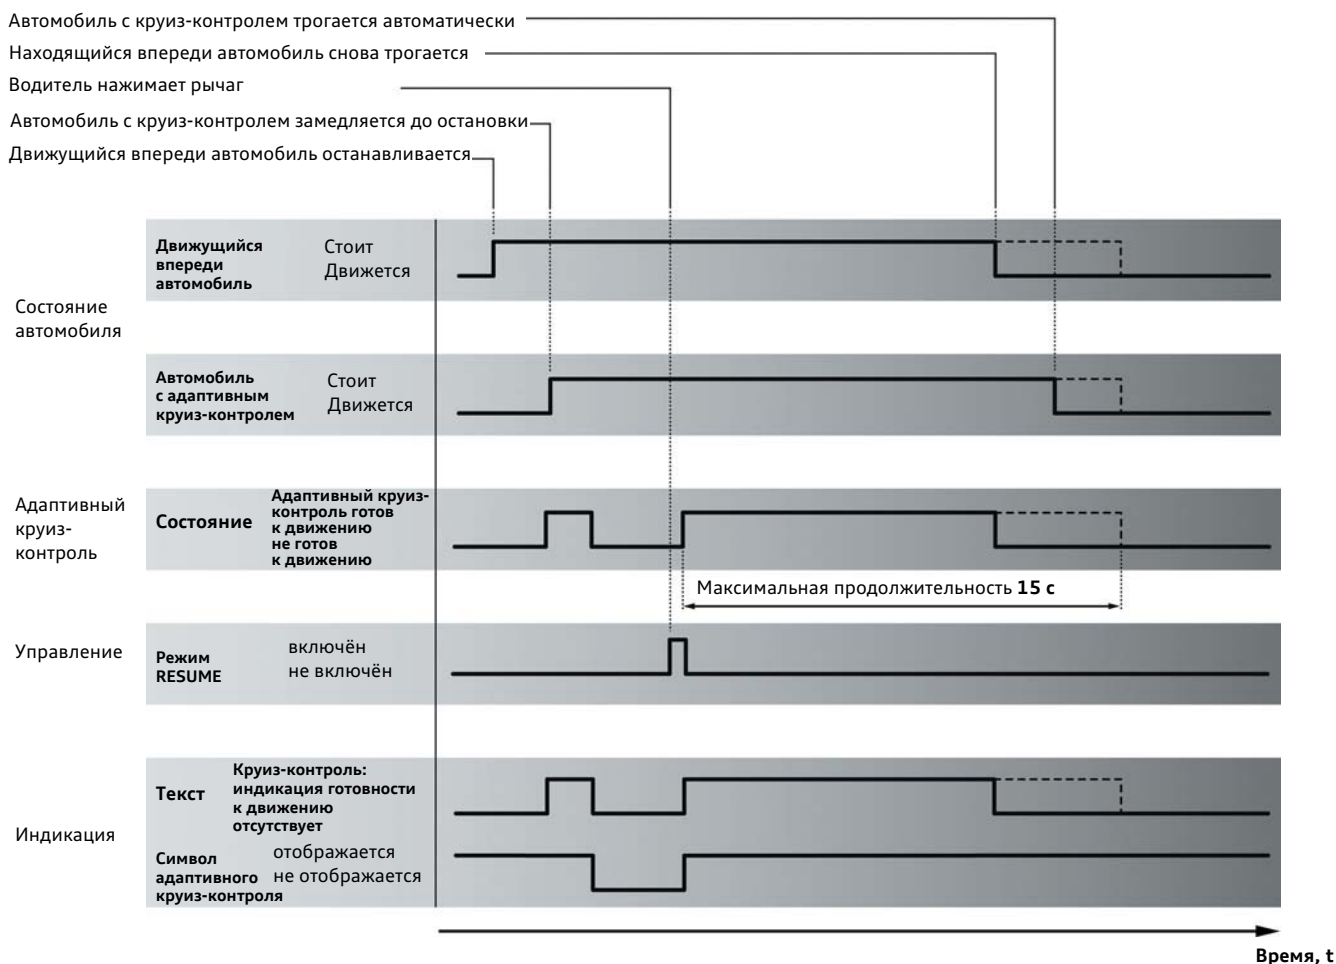 Автомобиль с круиз-контролем трогается автоматически
Находящийся впереди автомобиль снова трогается
Водитель нажимает рычаг
Автомобиль с круиз-контролем замедляется до остановки
Движущийся впереди автомобиль останавливается
Состояние
автомобиля
Движущийся
впереди
автомобиль
Стоит
Движется
Автомобиль
с адаптивным
круиз-контролем
Стоит
Движется
Адаптивный
круиз-
контроль
Состояние
Адаптивный круиз-
контроль готов
к движению
не готов
к движению
Максимальная продолжительность 15 с
Управление
Режим
RESUME
включён
не включён
Индикация
Текст
Круиз-контроль:
индикация готовности
к движению
отсутствует
Символ
адаптивного
круиз-контроля
отображается
не отображается
Время, t